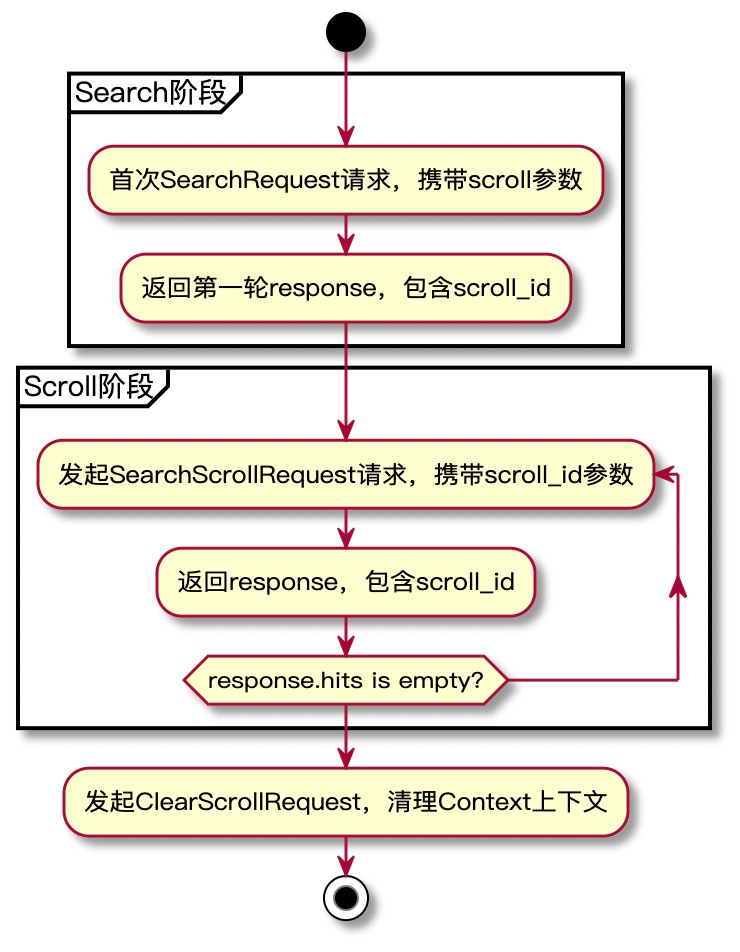 Search阶段
首次SearchRequest请求，携带scroll参数
返回第一轮response，包含scroll_id
Scroll阶段
发起SearchScrollRequest请求，携带scroll_id参数
返回response，包含scroll_id
response.hits is empty?
发起ClearScrollRequest，清理Context上下文